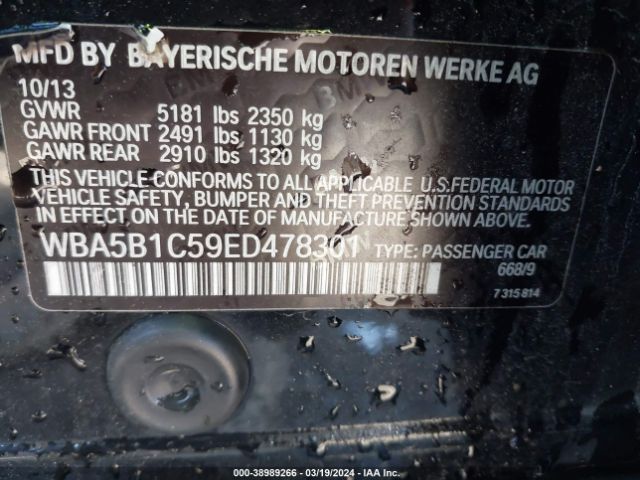 MFD BY BAYERISCHE MOTOREN WERKE AG
10/13
GVWR 5181 lbs 2350 kg
GAWR FRONT 2491 lbs 1130 kg
GAWR REAR 2910 lbs 1320 kg
THIS VEHICLE CONFORMS TO ALL APPLICABLE U.S.FEDERAL MOTOR
VEHICLE SAFETY, BUMPER AND THEFT PREVENTION STANDARDS
IN EFFECT ON THE DATE OF MANUFACTURE SHOWN ABOVE.
WBA5B1C59ED478301 TYPE: PASSENGER CAR
668/9
7 315 814
000-38989266 - 03/19/2024 - IAA Inc.